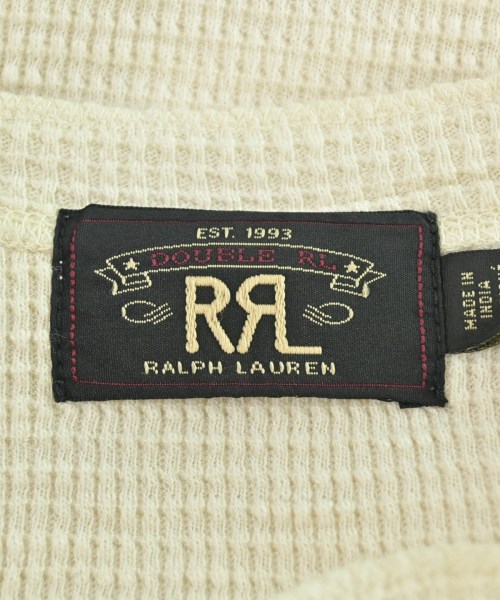 EST. 1993
DOUBLE RL
RRL
RALPH LAUREN
MADE IN
INDIA